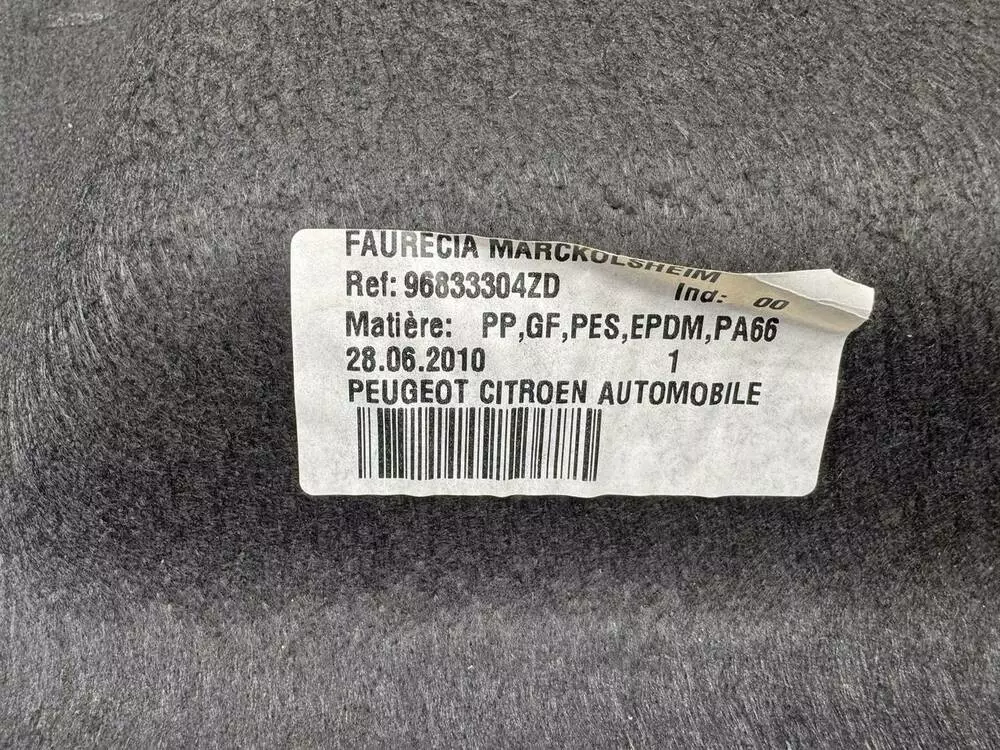 FAURECIA MARCKOLSHEIM
Ref: 96833304ZD Ind: 00
Matière: PP,GF,PES,EPDM,PA66
28.06.2010 1
PEUGEOT CITROEN AUTOMOBILE